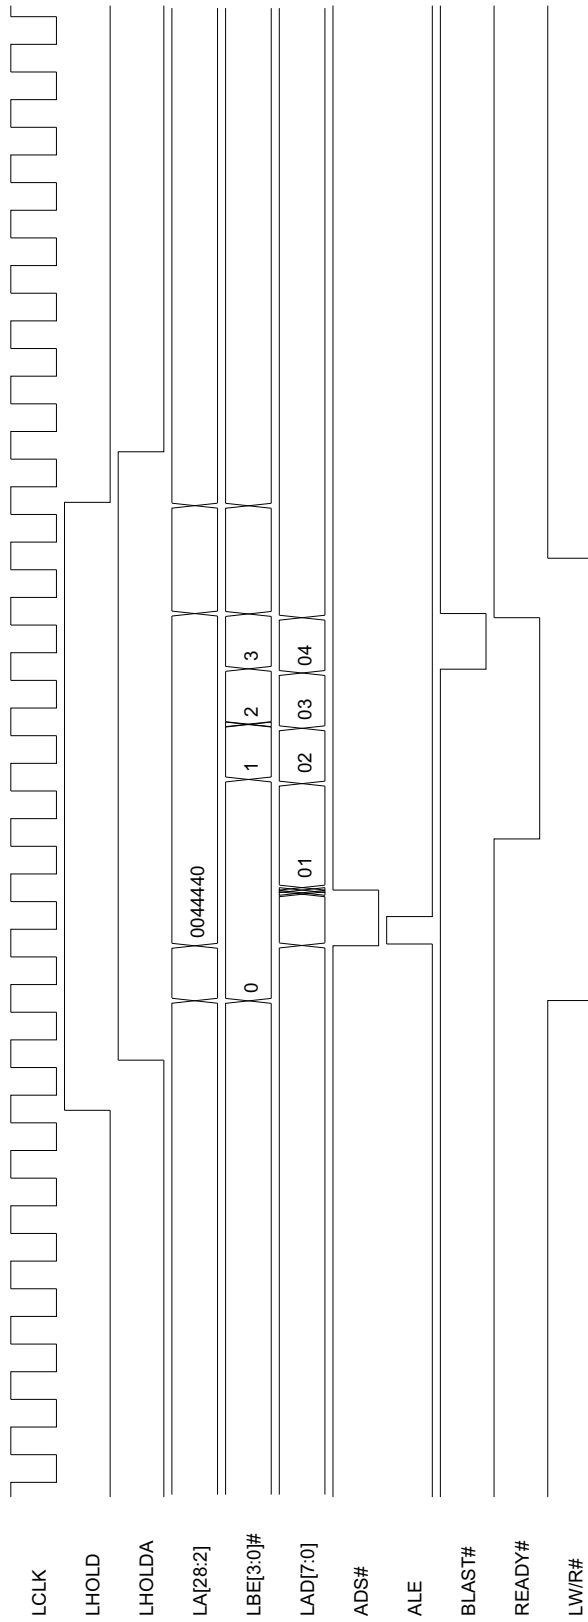 LCLK
LHOLD
LHOLDA
LA[28:2] 0044440
LBE[3:0]# 0 1 2 3
LAD[7:0] 01 02 03 04
ADS#
ALE
BLAST#
READY#
LW/R#